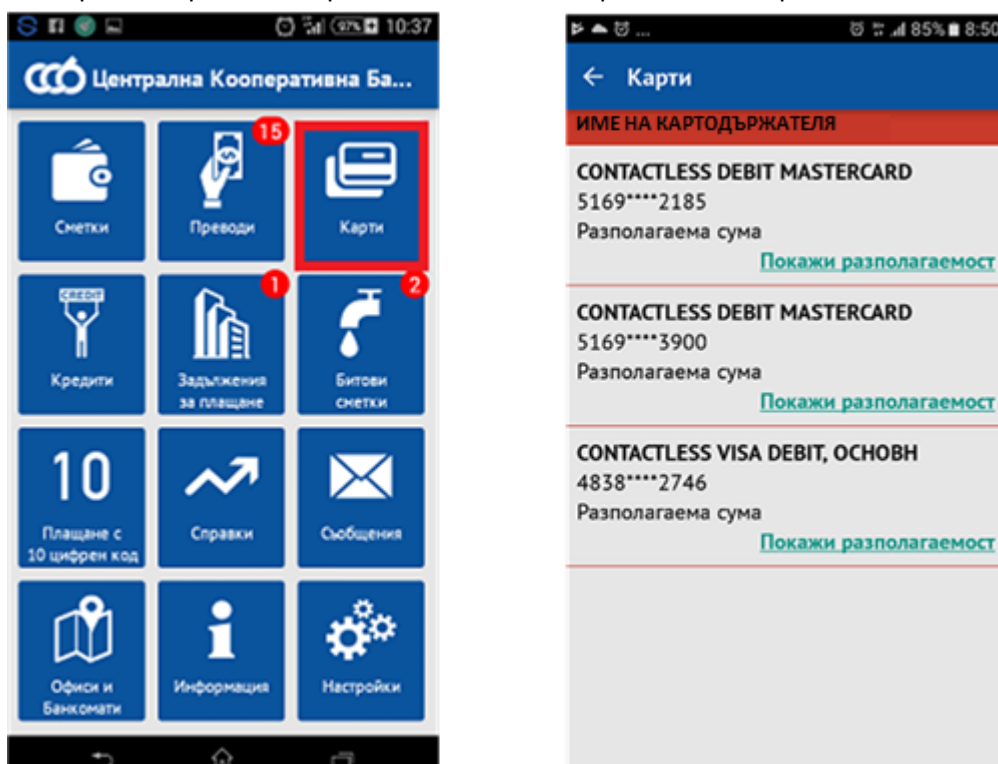 97% 10:37
Централна Кооперативна Ба...
15
Сметки
Преводи
Карти
CREDIT
1
2
Кредити
Задължения
за плащане
Битови
сметки
10
Плащане с
10 цифрен код
Справки
Съобщения
Офиси и
Банкомати
Информация
Настройки
... 85% 8:50
← Карти
ИМЕ НА КАРТОДЪРЖАТЕЛЯ
CONTACTLESS DEBIT MASTERCARD
5169****2185
Разполагаема сума
Покажи разполагаемост
CONTACTLESS DEBIT MASTERCARD
5169****3900
Разполагаема сума
Покажи разполагаемост
CONTACTLESS VISA DEBIT, ОСНОВН
4838****2746
Разполагаема сума
Покажи разполагаемост